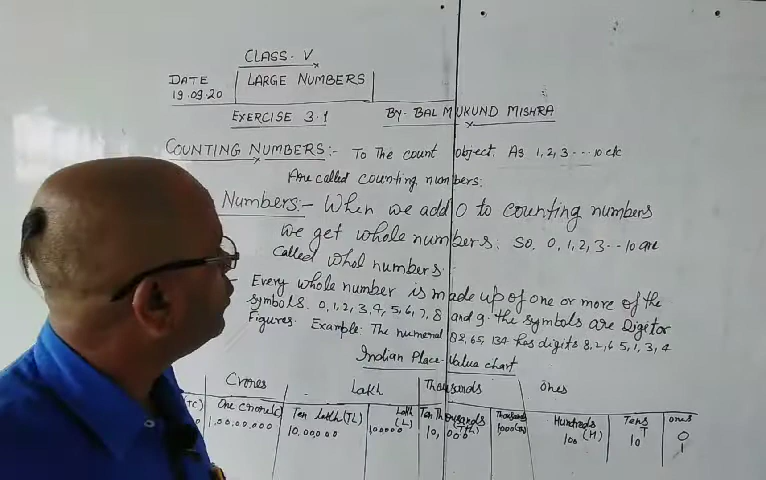 CLASS. V
DATE
19.09.20
LARGE NUMBERS
EXERCISE 3.1 BY. BAL MUKUND MISHRA
COUNTING NUMBERS:- To The count object. As 1, 2, 3 --- 10 etc
Are called counting numbers.
Numbers:- When we add 0 to counting numbers
we get whole numbers. So. 0, 1, 2, 3 --- 10 are
called whol numbers.
Every whole number is made up of one or more of the
symbols. 0, 1, 2, 3, 4, 5, 6, 7, 8 and 9. the symbols are Digit or
Figures. Example: The numeral 82, 65, 134 has digits 8, 2, 6 5, 1, 3, 4
Indian Place-Value chart
Crones Lakh Thousands Ones
(TC) One crore(c) Ten lakh (TL) Lakh (L) Ten Thousands (TTh) Thousands Hundreds (H) Tens T ones
1,00,00,000 10,00,000 100000 10,000 1000 100 10 1